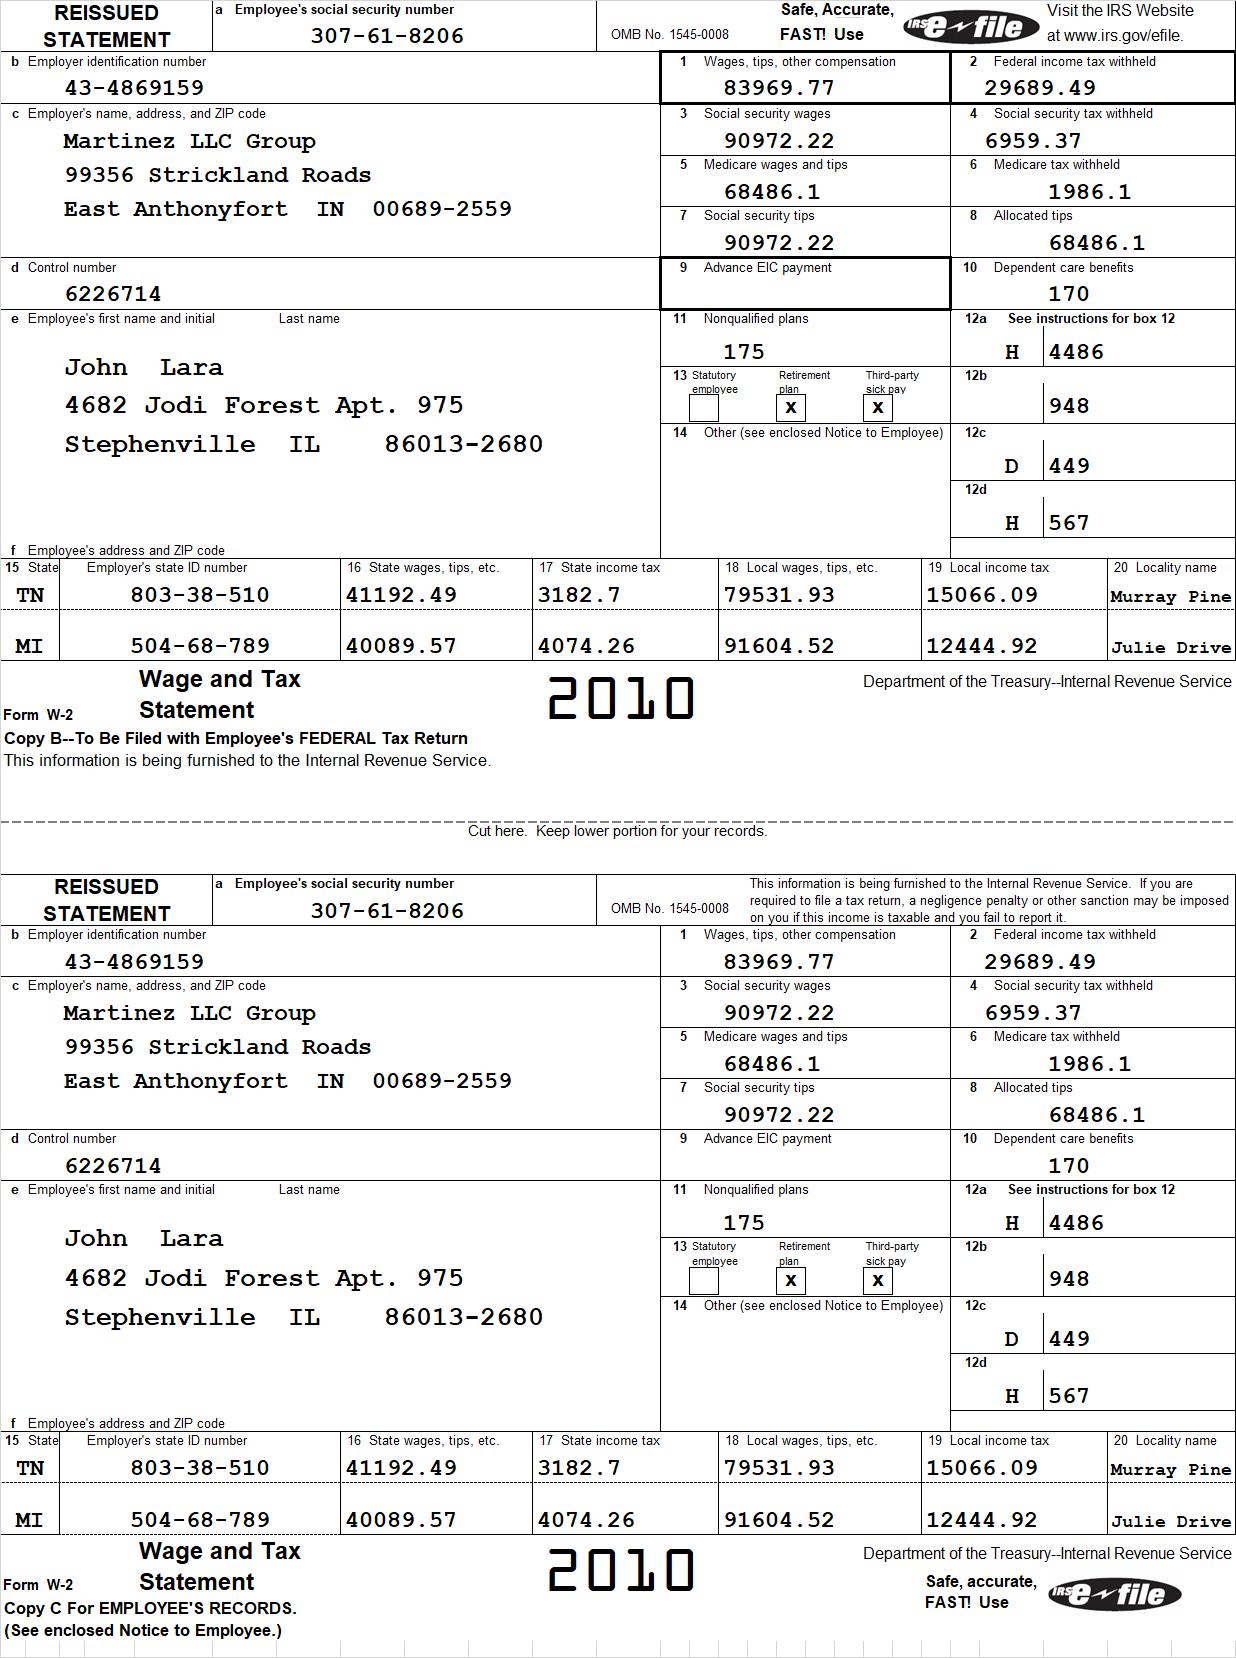 REISSUED STATEMENT
a Employee's social security number
307-61-8206
OMB No. 1545-0008
Safe, Accurate, FAST! Use
IRS e-file
Visit the IRS Website at www.irs.gov/efile.
b Employer identification number
43-4869159
1 Wages, tips, other compensation
83969.77
2 Federal income tax withheld
29689.49
c Employer's name, address, and ZIP code
Martinez LLC Group
99356 Strickland Roads
East Anthonyfort IN 00689-2559
3 Social security wages
90972.22
4 Social security tax withheld
6959.37
5 Medicare wages and tips
68486.1
6 Medicare tax withheld
1986.1
7 Social security tips
90972.22
8 Allocated tips
68486.1
d Control number
6226714
9 Advance EIC payment
10 Dependent care benefits
170
e Employee's first name and initial Last name
John Lara
4682 Jodi Forest Apt. 975
Stephenville IL 86013-2680
11 Nonqualified plans
175
12a See instructions for box 12
H 4486
13 Statutory employee Retirement plan Third-party sick pay
X X
12b
948
14 Other (see enclosed Notice to Employee)
12c
D 449
12d
H 567
f Employee's address and ZIP code
15 State Employer's state ID number 16 State wages, tips, etc. 17 State income tax 18 Local wages, tips, etc. 19 Local income tax 20 Locality name
TN 803-38-510 41192.49 3182.7 79531.93 15066.09 Murray Pine
MI 504-68-789 40089.57 4074.26 91604.52 12444.92 Julie Drive
Form W-2 Wage and Tax Statement
2010
Department of the Treasury--Internal Revenue Service
Copy B--To Be Filed with Employee's FEDERAL Tax Return
This information is being furnished to the Internal Revenue Service.
Cut here. Keep lower portion for your records.
REISSUED STATEMENT
a Employee's social security number
307-61-8206
OMB No. 1545-0008
This information is being furnished to the Internal Revenue Service. If you are
required to file a tax return, a negligence penalty or other sanction may be imposed
on you if this income is taxable and you fail to report it.
b Employer identification number
43-4869159
1 Wages, tips, other compensation
83969.77
2 Federal income tax withheld
29689.49
c Employer's name, address, and ZIP code
Martinez LLC Group
99356 Strickland Roads
East Anthonyfort IN 00689-2559
3 Social security wages
90972.22
4 Social security tax withheld
6959.37
5 Medicare wages and tips
68486.1
6 Medicare tax withheld
1986.1
7 Social security tips
90972.22
8 Allocated tips
68486.1
d Control number
6226714
9 Advance EIC payment
10 Dependent care benefits
170
e Employee's first name and initial Last name
John Lara
4682 Jodi Forest Apt. 975
Stephenville IL 86013-2680
11 Nonqualified plans
175
12a See instructions for box 12
H 4486
13 Statutory employee Retirement plan Third-party sick pay
X X
12b
948
14 Other (see enclosed Notice to Employee)
12c
D 449
12d
H 567
f Employee's address and ZIP code
15 State Employer's state ID number 16 State wages, tips, etc. 17 State income tax 18 Local wages, tips, etc. 19 Local income tax 20 Locality name
TN 803-38-510 41192.49 3182.7 79531.93 15066.09 Murray Pine
MI 504-68-789 40089.57 4074.26 91604.52 12444.92 Julie Drive
Form W-2 Wage and Tax Statement
2010
Department of the Treasury--Internal Revenue Service
Safe, accurate, FAST! Use
IRS e-file
Copy C For EMPLOYEE'S RECORDS.
(See enclosed Notice to Employee.)